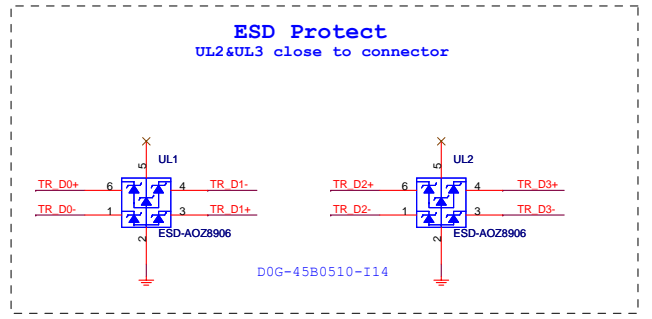 ESD Protect
UL2&UL3 close to connector
UL1
5
TR_D0+ 6 4 TR_D1-
TR_D0- 1 3 TR_D1+
2
ESD-AOZ8906
UL2
5
TR_D2+ 6 4 TR_D3+
TR_D2- 1 3 TR_D3-
2
ESD-AOZ8906
D0G-45B0510-I14